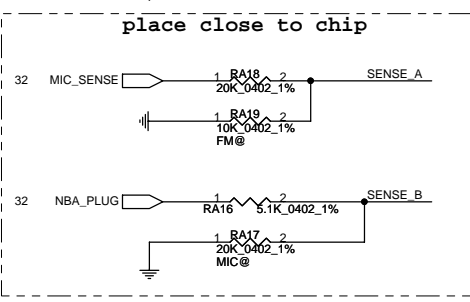 place close to chip
32 MIC_SENSE 1 RA18 2 SENSE_A
20K_0402_1%
1 RA19 2
10K_0402_1%
FM@
32 NBA_PLUG 1 2 SENSE_B
RA16 5.1K_0402_1%
1 RA17 2
20K_0402_1%
MIC@